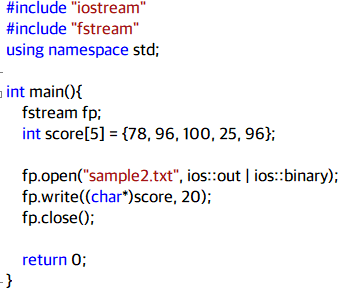 #include "iostream"
#include "fstream"
using namespace std;
int main(){
fstream fp;
int score[5] = {78, 96, 100, 25, 96};
fp.open("sample2.txt", ios::out | ios::binary);
fp.write((char*)score, 20);
fp.close();
return 0;
}